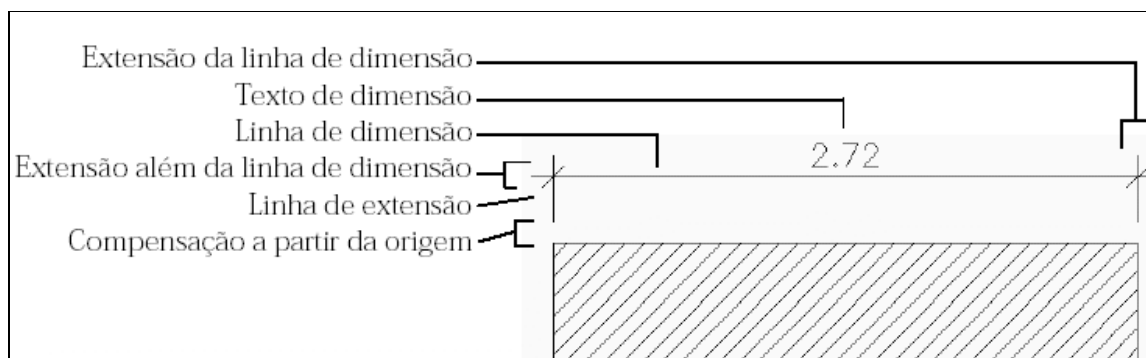 Extensão da linha de dimensão
Texto de dimensão
Linha de dimensão
2.72
Extensão além da linha de dimensão
Linha de extensão
Compensação a partir da origem